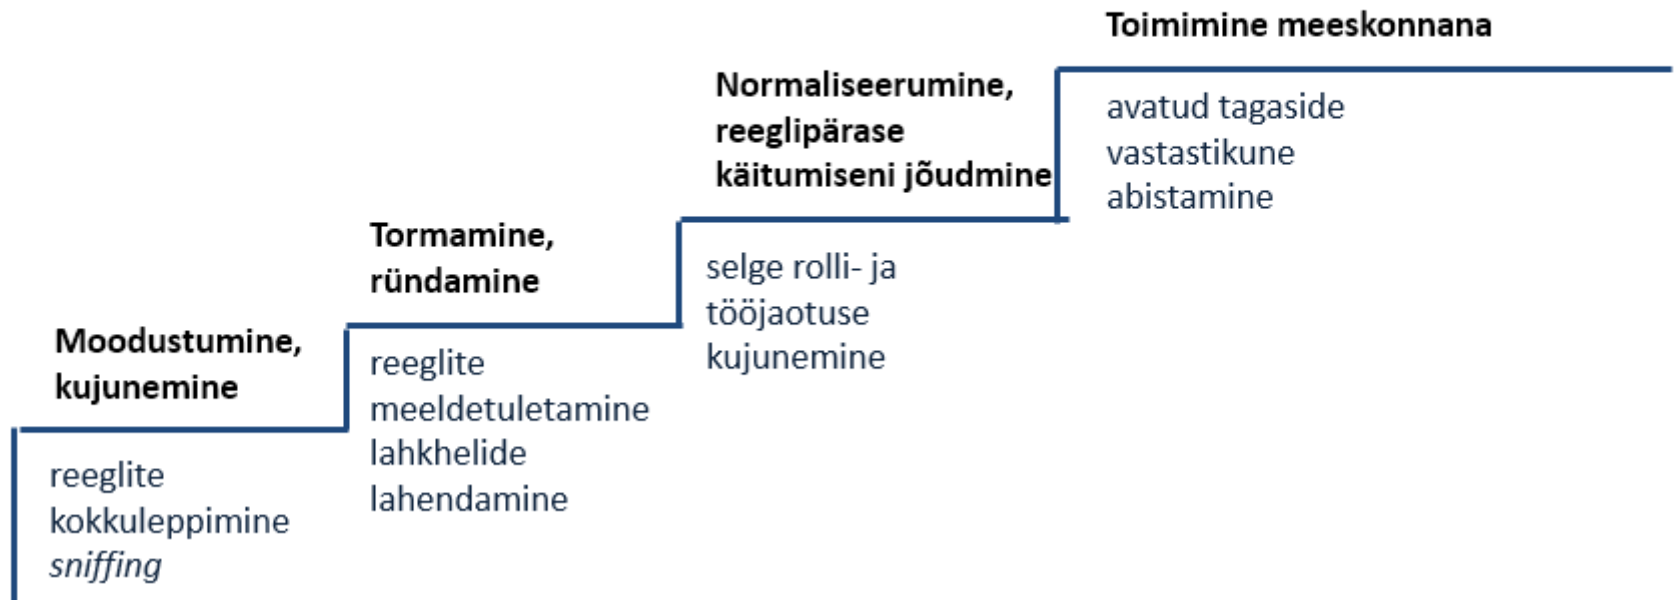 Moodustumine,
kujunemine
reeglite
kokkuleppimine
sniffing
Tormamine,
ründamine
reeglite
meeldetuletamine
lahkhelide
lahendamine
Normaliseerumine,
reeglipärase
käitumiseni jõudmine
selge rolli- ja
tööjaotuse
kujunemine
Toimimine meeskonnana
avatud tagaside
vastastikune
abistamine